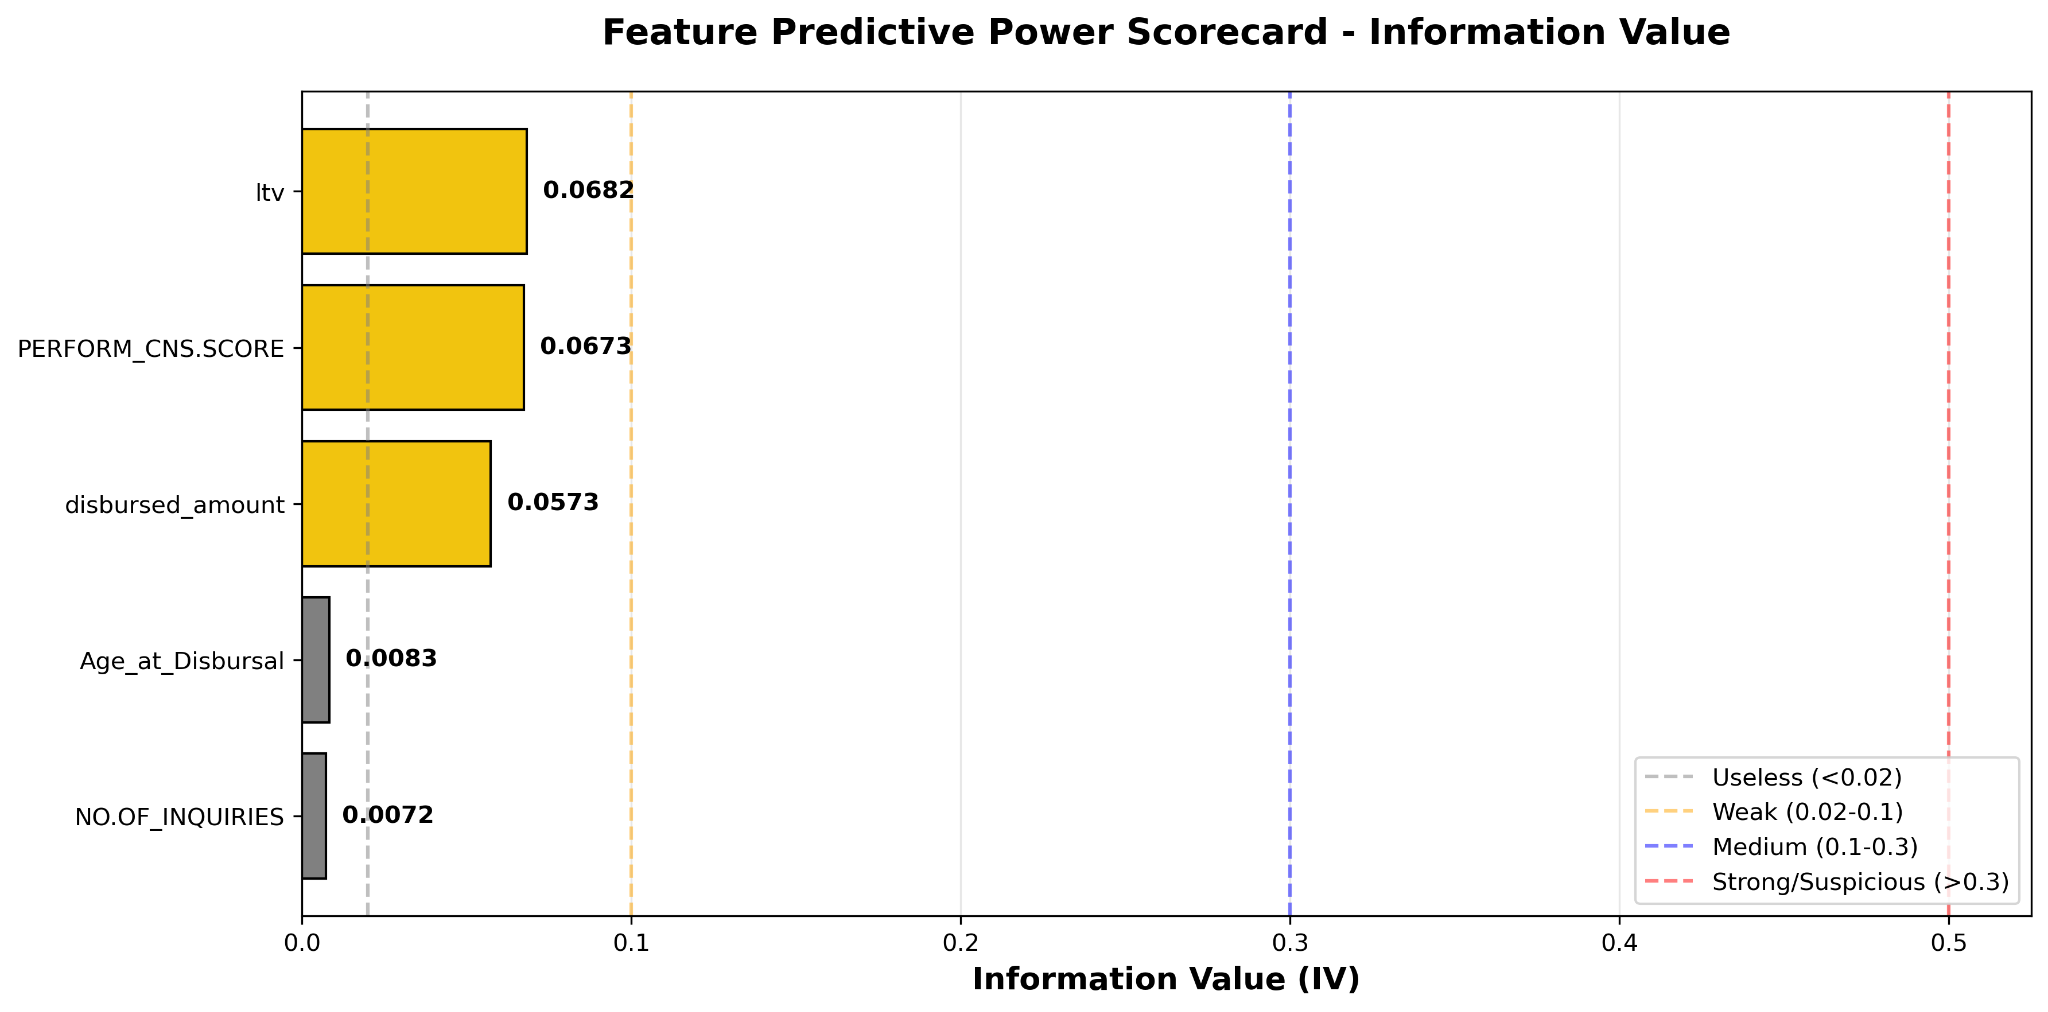 Feature Predictive Power Scorecard - Information Value
ltv
0.0682
PERFORM_CNS.SCORE
0.0673
disbursed_amount
0.0573
Age_at_Disbursal
0.0083
NO.OF_INQUIRIES
0.0072
Useless (<0.02)
Weak (0.02-0.1)
Medium (0.1-0.3)
Strong/Suspicious (>0.3)
0.0 0.1 0.2 0.3 0.4 0.5
Information Value (IV)